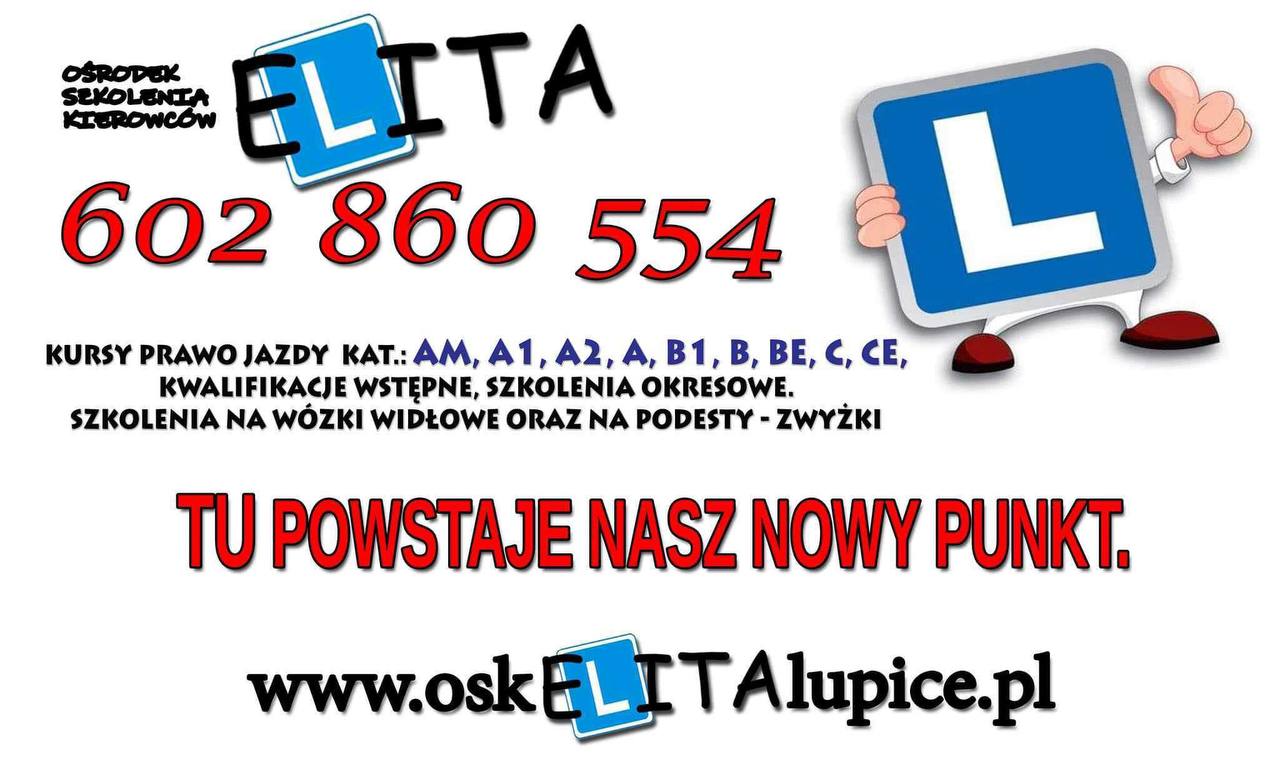 OŚRODEK
SZKOLENIA
KIEROWCÓW
ELITA
602 860 554
L
KURSY PRAWO JAZDY KAT.: AM, A1, A2, A, B1, B, BE, C, CE,
KWALIFIKACJE WSTĘPNE, SZKOLENIA OKRESOWE.
SZKOLENIA NA WÓZKI WIDŁOWE ORAZ NA PODESTY - ZWYŻKI
TU POWSTAJE NASZ NOWY PUNKT.
www.oskELITAlupice.pl